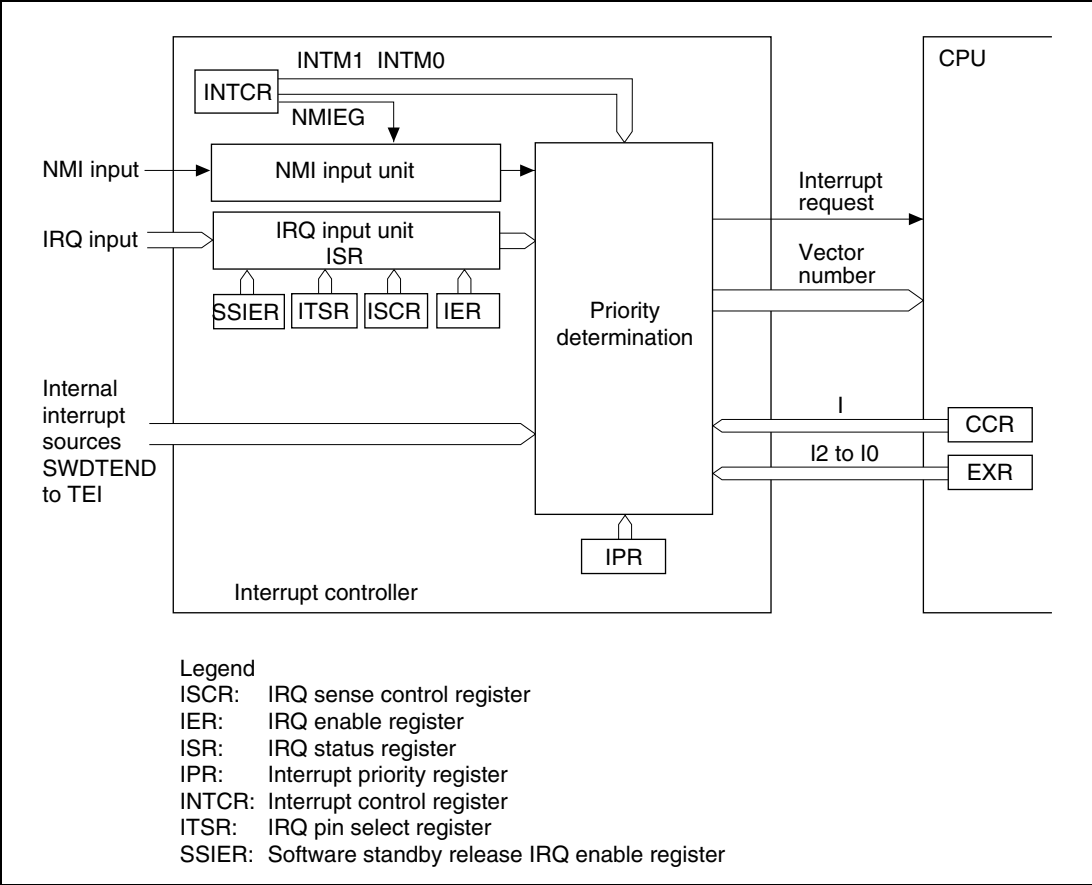 INTM1 INTM0
CPU
INTCR
NMIEG
NMI input
NMI input unit
Interrupt
request
IRQ input
IRQ input unit
ISR
Vector
number
SSIER
ITSR
ISCR
IER
Priority
determination
Internal
interrupt
sources
SWDTEND
to TEI
I
CCR
I2 to I0
EXR
IPR
Interrupt controller
Legend
ISCR: IRQ sense control register
IER: IRQ enable register
ISR: IRQ status register
IPR: Interrupt priority register
INTCR: Interrupt control register
ITSR: IRQ pin select register
SSIER: Software standby release IRQ enable register